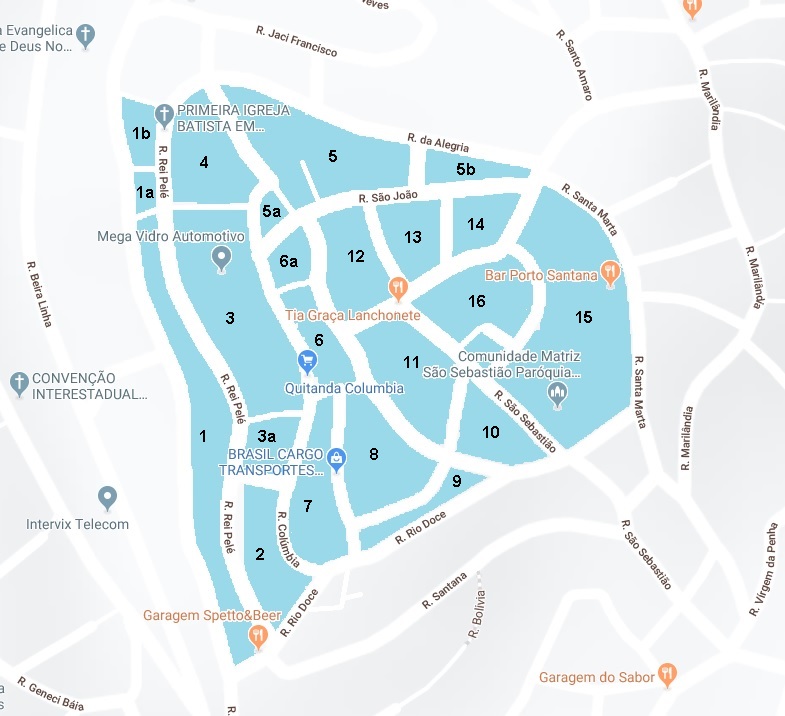 eves
a Evangelica
e Deus No...
R. Jaci Francisco
R. Santo Amaro
R. Marilândia
PRIMEIRA IGREJA
BATISTA EM...
1b
R. Rei Pelé
4
5
R. da Alegria
5b
1a
5a
R. São João
R. Santa Marta
14
13
12
Mega Vidro Automotivo
6a
Bar Porto Santana
R. Marilândia
R. Beira Linha
Tia Graça Lanchonete
16
15
3
6
11
Comunidade Matriz
São Sebastião Paróquia...
CONVENÇÃO
INTERESTADUAL...
Quitanda Columbia
R. Rei Pelé
R. Santa Marta
R. São Sebastião
R. Marilândia
1
3a
10
BRASIL CARGO
TRANSPORTES...
8
9
7
Intervix Telecom
R. Rei Pelé
R. Colúmbia
R. Rio Doce
2
R. São Sebastião
R. Vírgem da Penha
R. Santana
R. Bolívia
R. Rio Doce
Garagem Spetto&Beer
Garagem do Sabor
R. Geneci Báia
a
s
R.